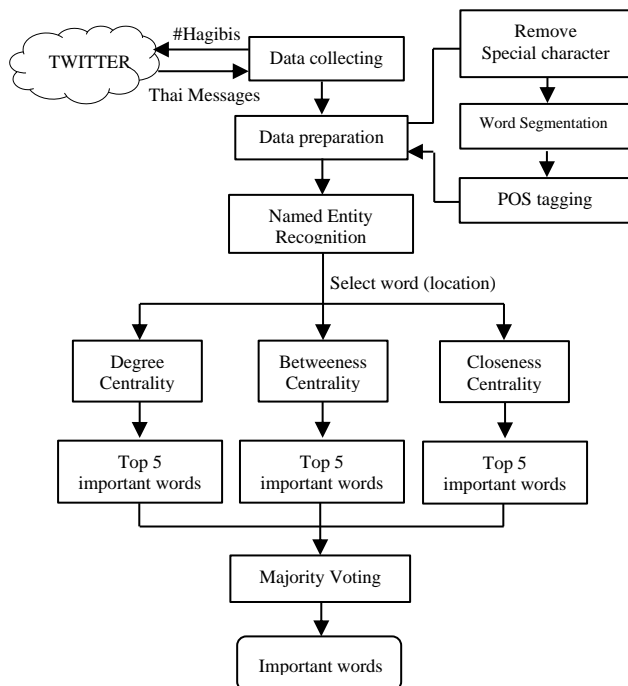 #Hagibis
TWITTER
Data collecting
Thai Messages
Remove
Special character
Data preparation
Word Segmentation
POS tagging
Named Entity
Recognition
Select word (location)
Degree
Centrality
Betweeness
Centrality
Closeness
Centrality
Top 5
important words
Top 5
important words
Top 5
important words
Majority Voting
Important words